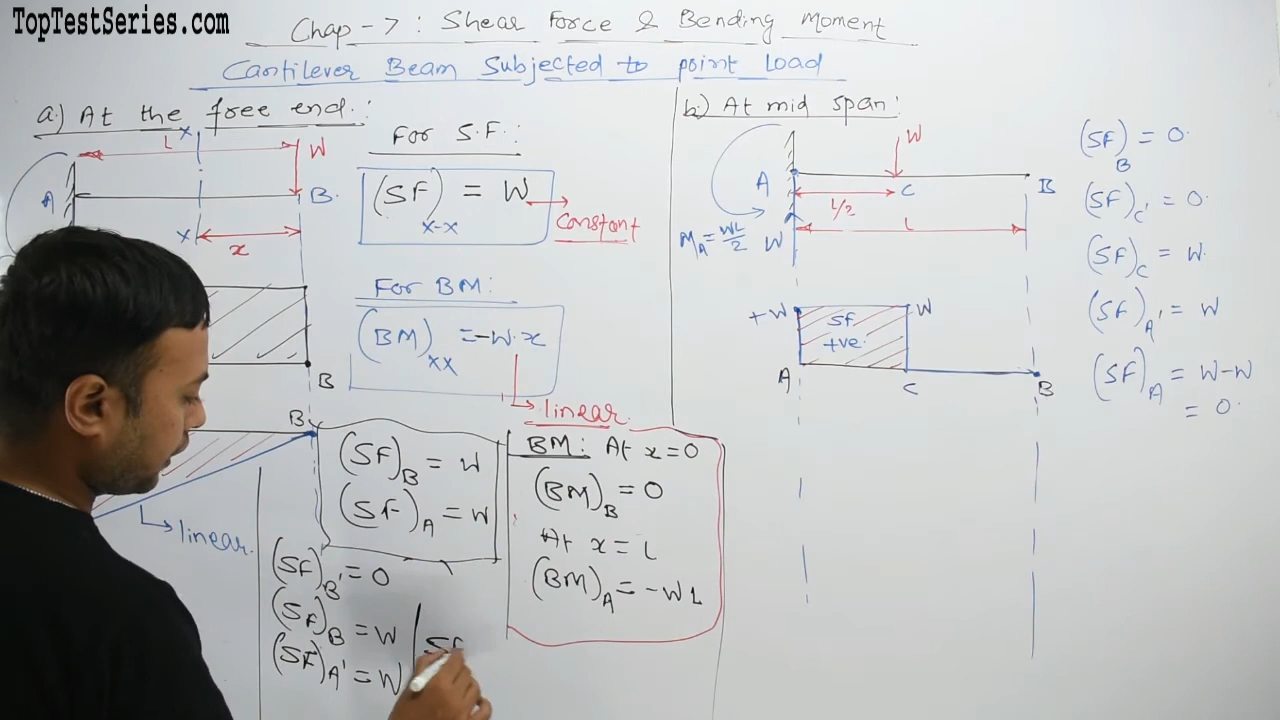 TopTestSeries.com
Chap-7: Shear Force & Bending Moment
Cantilever Beam Subjected to point Load
a.) At the free end:
x
L
W
A
B.
x
x
For S.F.:
(SF)x-x = W
Constant
For BM:
(BM)xx = -W.x
linear
B
B
linear.
(SF)B = W
(SF)A = W
BM: At x=0
(BM)B = 0
At x = L
(BM)A = -WL
(SF)B' = 0
(SF)B = W
(SF)A' = W
SF
b.) At mid span:
W
A
C
B
L/2
L
MA = WL/2
W
+W
W
Sf
+ve.
A
C
B
(SF)B = 0.
(SF)C' = 0.
(SF)C = W.
(SF)A' = W
(SF)A = W-W
= 0.